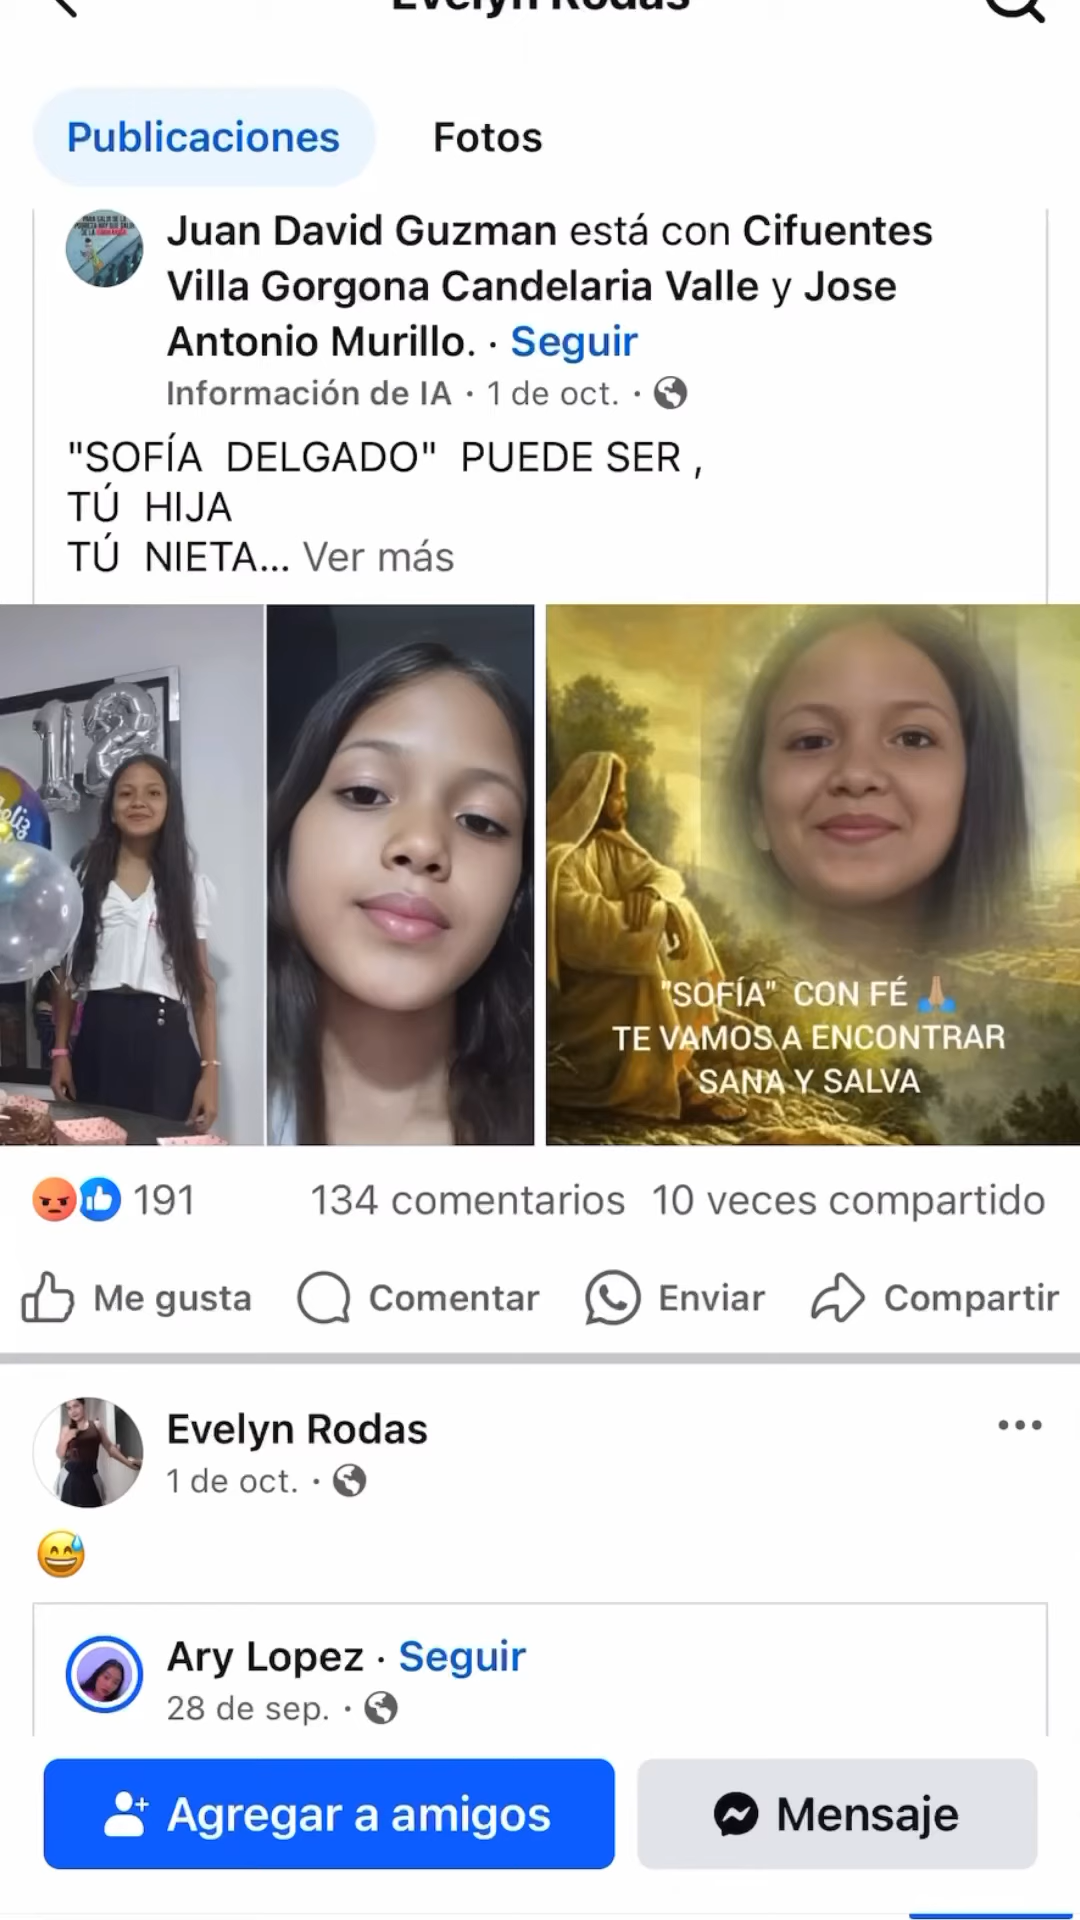 Evelyn Rodas
Publicaciones
Fotos
Juan David Guzman está con Cifuentes
Villa Gorgona Candelaria Valle y Jose
Antonio Murillo. · Seguir
Información de IA · 1 de oct. ·
"SOFÍA DELGADO" PUEDE SER ,
TÚ HIJA
TÚ NIETA... Ver más
12
"SOFÍA" CON FÉ 🙏🏼
TE VAMOS A ENCONTRAR
SANA Y SALVA
191
134 comentarios
10 veces compartido
Me gusta
Comentar
Enviar
Compartir
Evelyn Rodas
1 de oct. ·
😅
Ary Lopez · Seguir
28 de sep. ·
Agregar a amigos
Mensaje